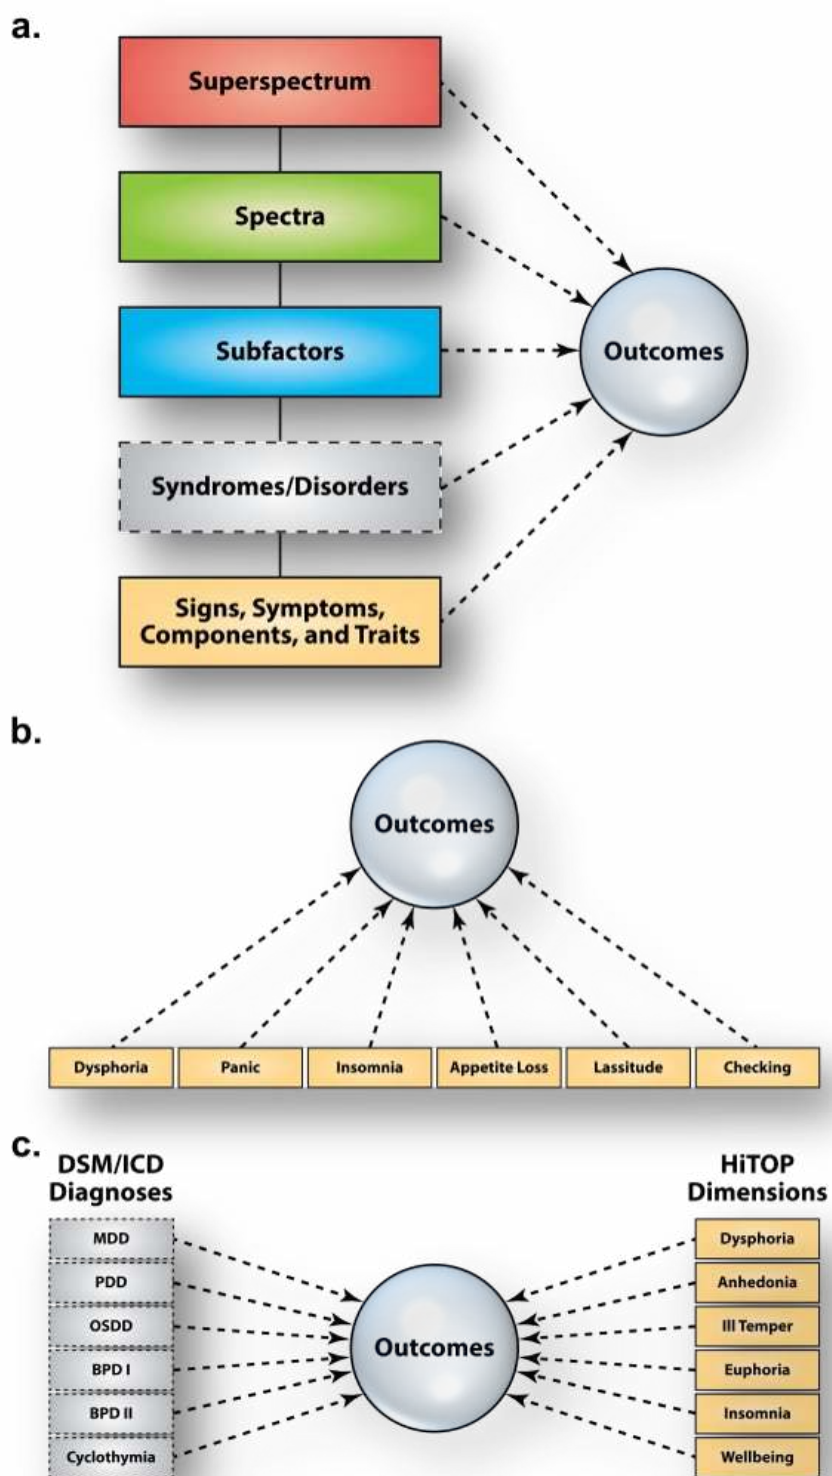 a.
Superspectrum
Spectra
Subfactors
Outcomes
Syndromes/Disorders
Signs, Symptoms,
Components, and Traits
b.
Outcomes
Dysphoria
Panic
Insomnia
Appetite Loss
Lassitude
Checking
c.
DSM/ICD
Diagnoses
HiTOP
Dimensions
MDD
PDD
OSDD
BPD I
BPD II
Cyclothymia
Outcomes
Dysphoria
Anhedonia
Ill Temper
Euphoria
Insomnia
Wellbeing